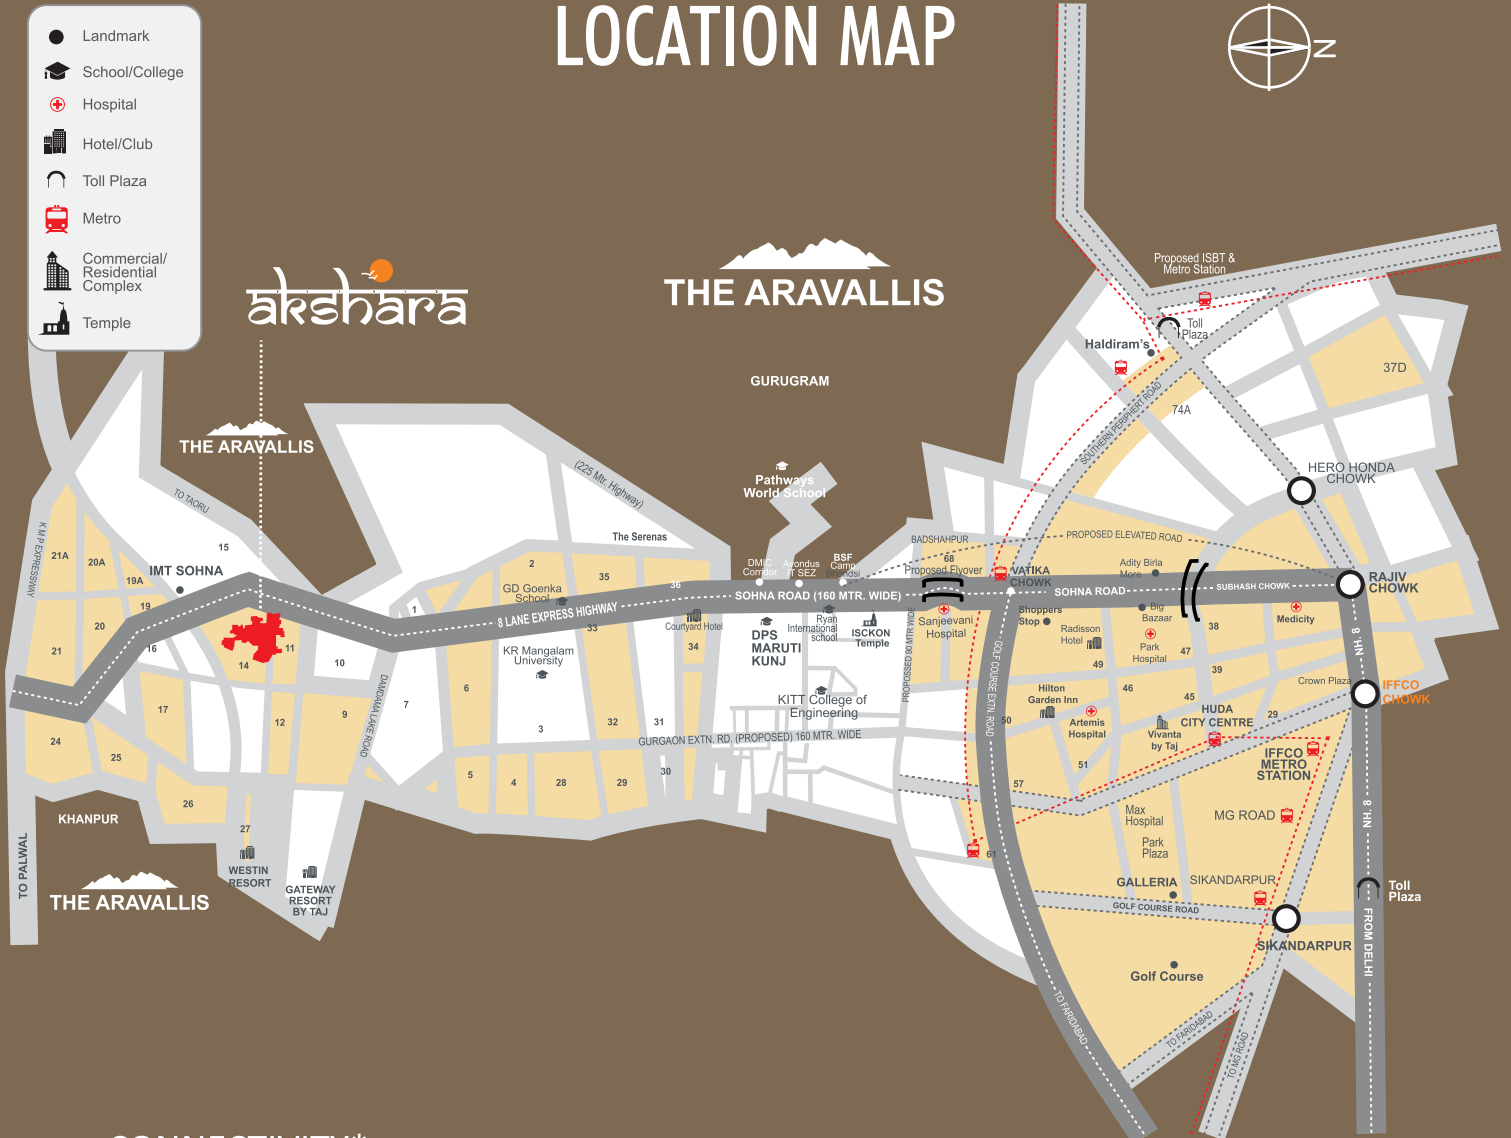 LOCATION MAP
N
Landmark
School/College
Hospital
Hotel/Club
Toll Plaza
Metro
Commercial/
Residential
Complex
Temple
akshara
THE ARAVALLIS
GURUGRAM
THE ARAVALLIS
Proposed ISBT &
Metro Station
Toll
Plaza
Haldiram's
37D
74A
SOUTHERN PERIPHERT ROAD
HERO HONDA
CHOWK
(225 Mtr. Highway)
Pathways
World School
TO TAORU
K M P EXPRESSWAY
21A
20A
19A
19
20
21
15
IMT SOHNA
16
14
11
10
17
12
9
24
25
26
27
KHANPUR
TO PALWAL
THE ARAVALLIS
WESTIN
RESORT
GATEWAY
RESORT
BY TAJ
DAMDAMA LAKE ROAD
1
2
35
36
The Serenas
GD Goenka
School
8 LANE EXPRESS HIGHWAY
33
KR Mangalam
University
Courtyard Hotel
34
6
7
3
32
31
5
4
28
29
30
GURGAON EXTN. RD. (PROPOSED) 160 MTR. WIDE
DMIC
Corridor
Avondus
IT SEZ
BSF
Camp
Bhondsi
SOHNA ROAD (160 MTR. WIDE)
DPS
MARUTI
KUNJ
Ryan
International
school
ISCKON
Temple
KITT College of
Engineering
PROPOSED 90 MTR WIDE
BADSHAHPUR
68
Proposed Flyover
Sanjeevani
Hospital
VATIKA
CHOWK
PROPOSED ELEVATED ROAD
Adity Birla
More
SOHNA ROAD
SUBHASH CHOWK
RAJIV
CHOWK
Shoppers
Stop
Big
Bazaar
Radisson
Hotel
Park
Hospital
Medicity
38
47
39
49
46
45
Hilton
Garden Inn
Artemis
Hospital
Vivanta
by Taj
HUDA
CITY CENTRE
29
Crown Plaza
IFFCO
CHOWK
NH. 8
50
51
57
61
GOLF COURSE EXTN. ROAD
IFFCO
METRO
STATION
MG ROAD
Max
Hospital
Park
Plaza
NH. 8
GALLERIA
SIKANDARPUR
Toll
Plaza
GOLF COURSE ROAD
SIKANDARPUR
FROM DELHI
Golf Course
TO FARIDABAD
TO FARIDABAD
TO MG ROAD
CONNECTIVITY*